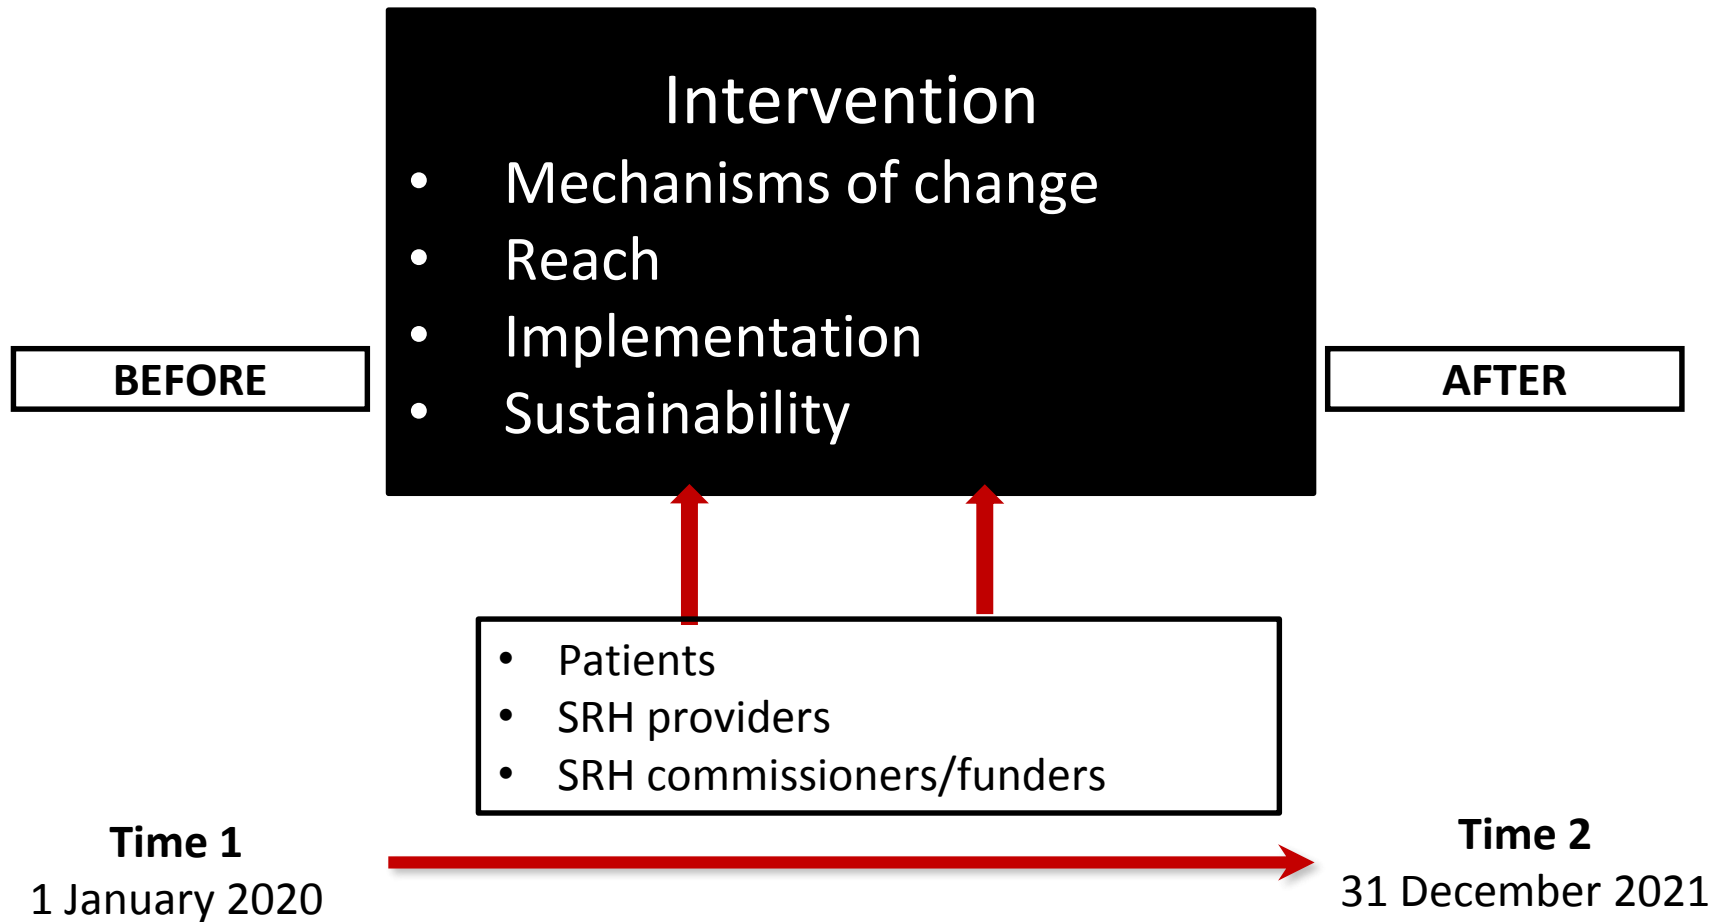 Intervention
• Mechanisms of change
• Reach
• Implementation
• Sustainability
BEFORE
AFTER
• Patients
• SRH providers
• SRH commissioners/funders
Time 1
1 January 2020
Time 2
31 December 2021